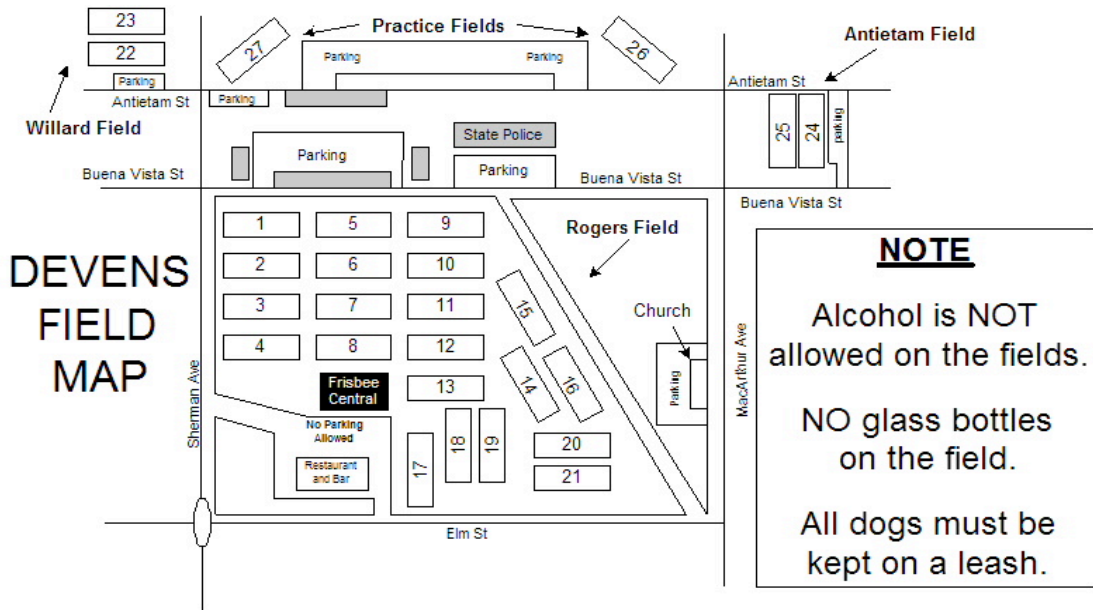 23
22
Parking
Antietam St
Willard Field
27
Practice Fields
Parking
Parking
26
Antietam Field
Antietam St
25
24
parking
Parking
State Police
Parking
Parking
Buena Vista St
Buena Vista St
Buena Vista St
DEVENS
FIELD
MAP
1
5
9
2
6
10
3
7
11
4
8
12
Frisbee
Central
13
15
14
16
Rogers Field
Church
Parking
No Parking
Allowed
Restaurant
and Bar
17
18
19
20
21
Sherman Ave
MacArthur Ave
Elm St
NOTE
Alcohol is NOT
allowed on the fields.
NO glass bottles
on the field.
All dogs must be
kept on a leash.